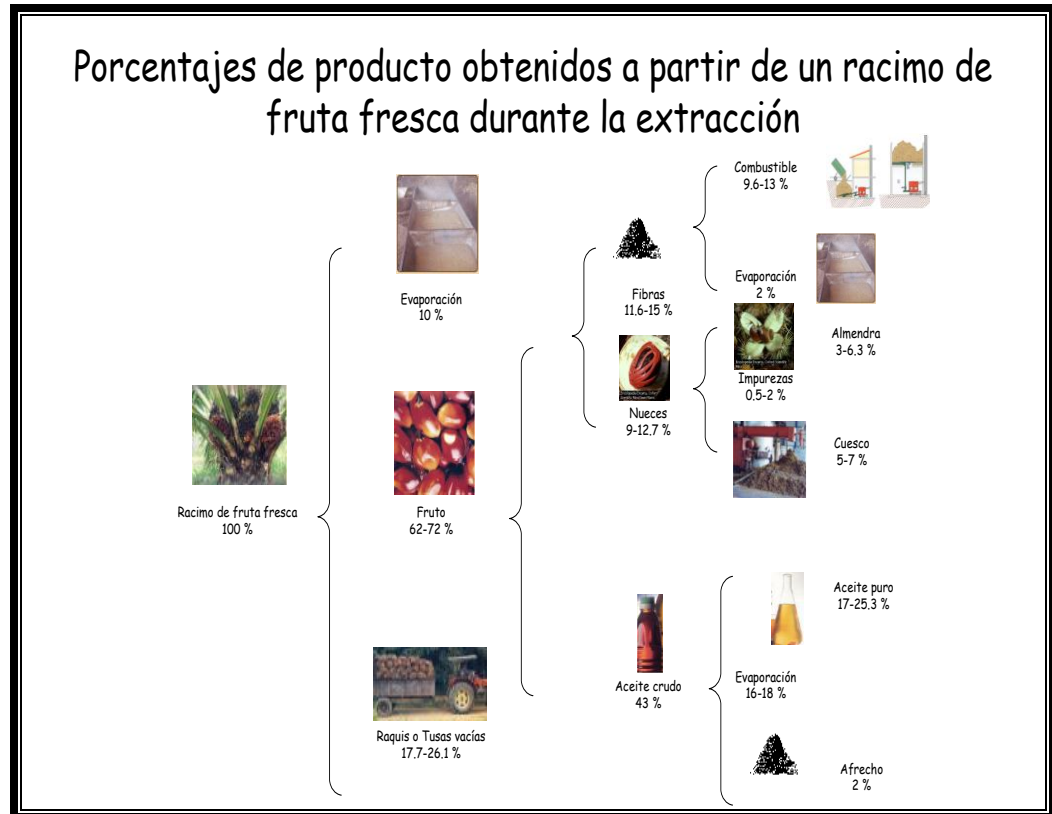 Porcentajes de producto obtenidos a partir de un racimo de
fruta fresca durante la extracción
Racimo de fruta fresca
100 %
Evaporación
10 %
Fruto
62-72 %
Raquis o Tusas vacías
17.7-26.1 %
Fibras
11.6-15 %
Nueces
9-12.7 %
Aceite crudo
43 %
Combustible
9.6-13 %
Evaporación
2 %
Almendra
3-6.3 %
Impurezas
0.5-2 %
Cuesco
5-7 %
Aceite puro
17-25.3 %
Evaporación
16-18 %
Afrecho
2 %